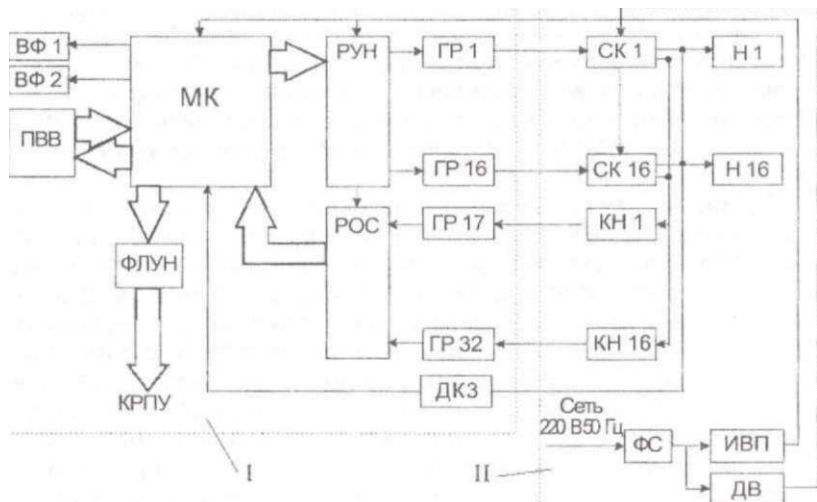 ВФ 1
ВФ 2
ПВВ
МК
ФЛУН
КРПУ
РУН
РОС
ГР 1
ГР 16
ГР 17
ГР 32
ДКЗ
СК 1
СК 16
КН 1
КН 16
Н 1
Н 16
Сеть
220 В50 Гц
ФС
ИВП
ДВ
I
II